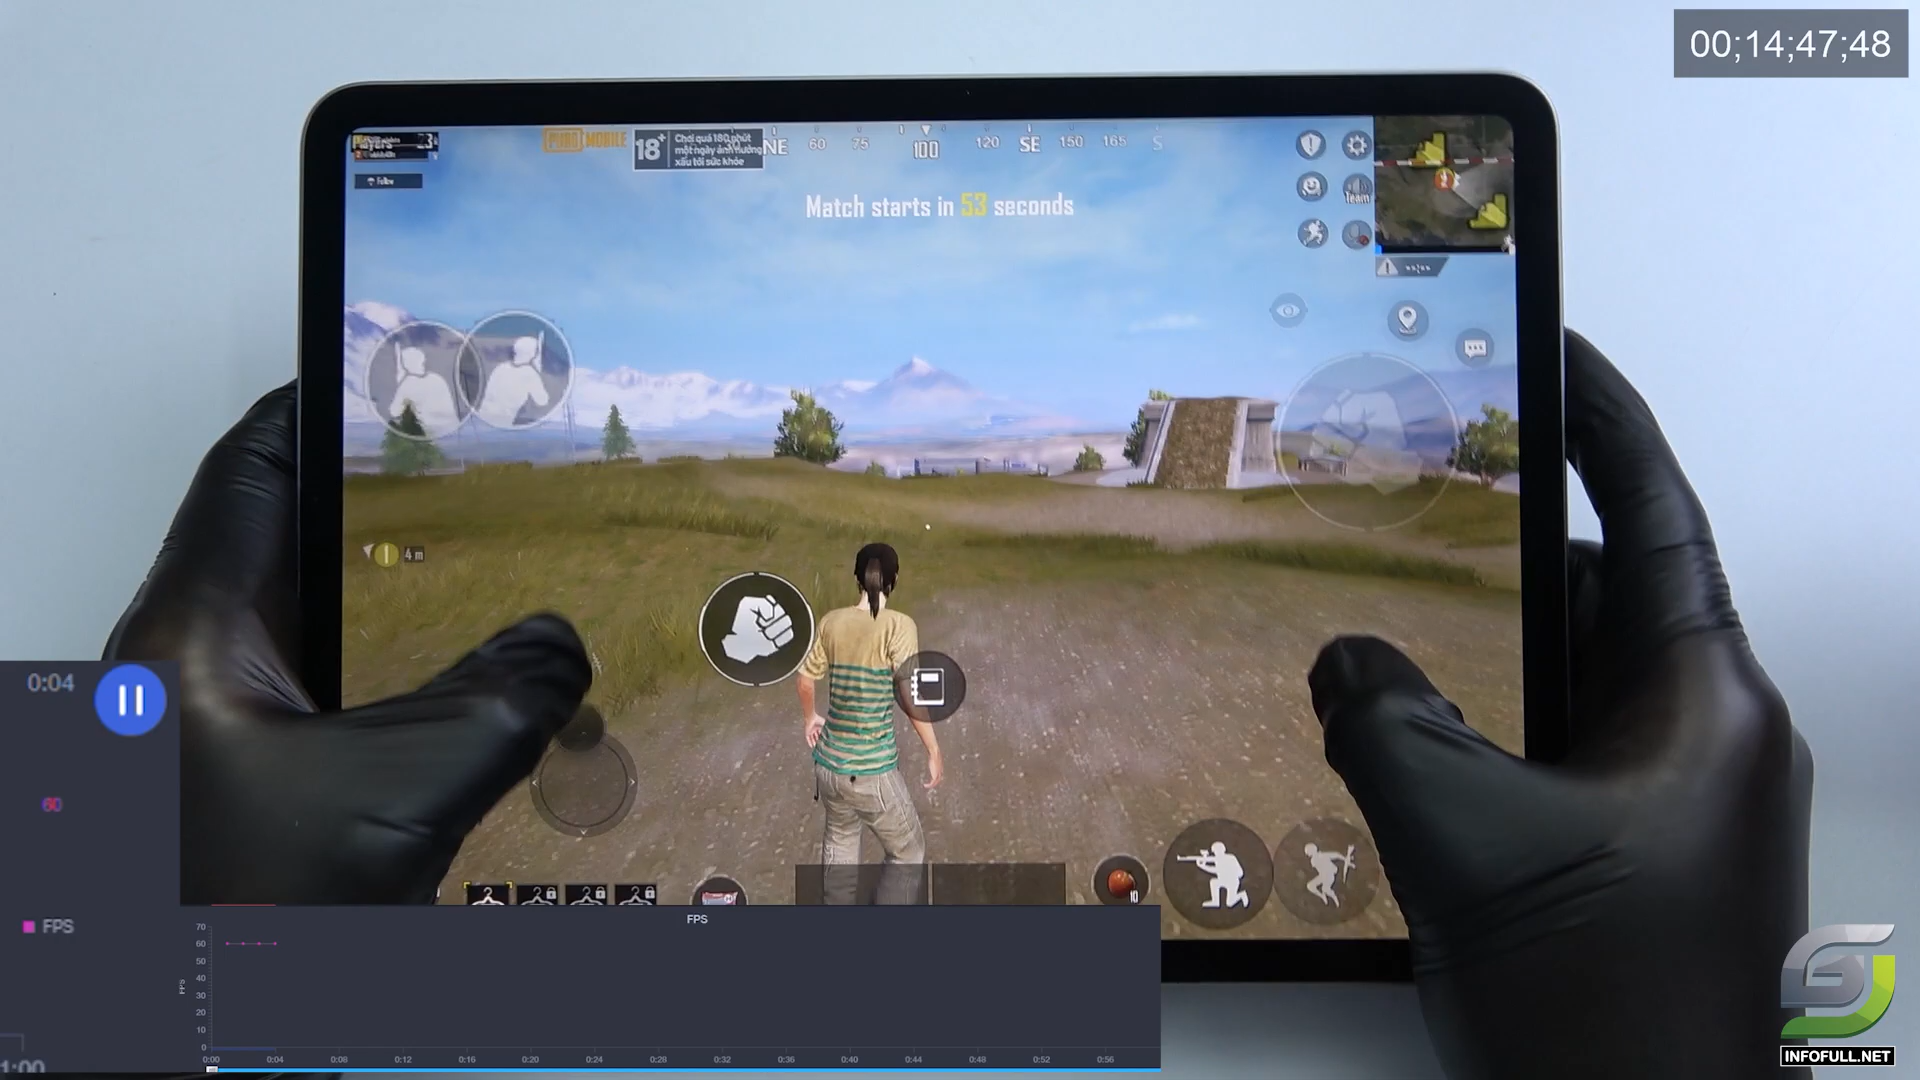 00;14;47;48
PUBG MOBILE
18+
Chơi quá 180 phút
một ngày ảnh hưởng
xấu tới sức khỏe
NE 60 75 100 120 SE 150 165 S
Follow
Match starts in 53 seconds
Team
4 m
10
0:04
60
FPS
FPS
FPS
70
60
50
40
30
20
10
0
0:00 0:04 0:08 0:12 0:16 0:20 0:24 0:28 0:32 0:36 0:40 0:44 0:48 0:52 0:56
1:00
INFOFULL.NET